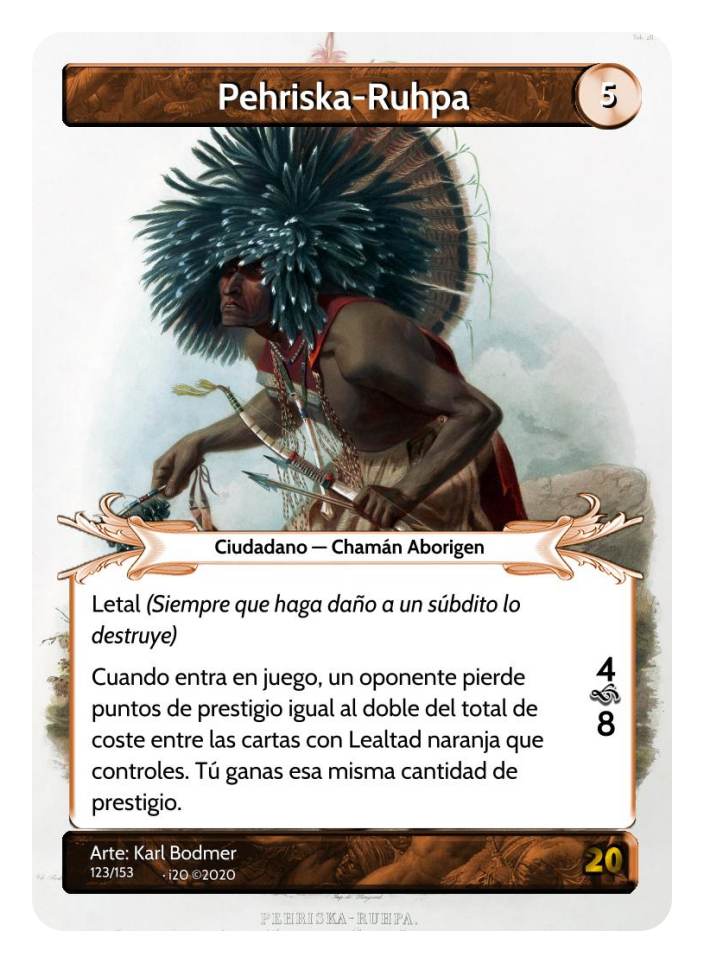 Pehriska-Ruhpa
5
Ciudadano — Chamán Aborigen
Letal (Siempre que haga daño a un súbdito lo
destruye)
Cuando entra en juego, un oponente pierde
puntos de prestigio igual al doble del total de
coste entre las cartas con Lealtad naranja que
controles. Tú ganas esa misma cantidad de
prestigio.
4
8
Arte: Karl Bodmer
123/153 · i20 ©2020
20
PEHRISKA-RUHPA.